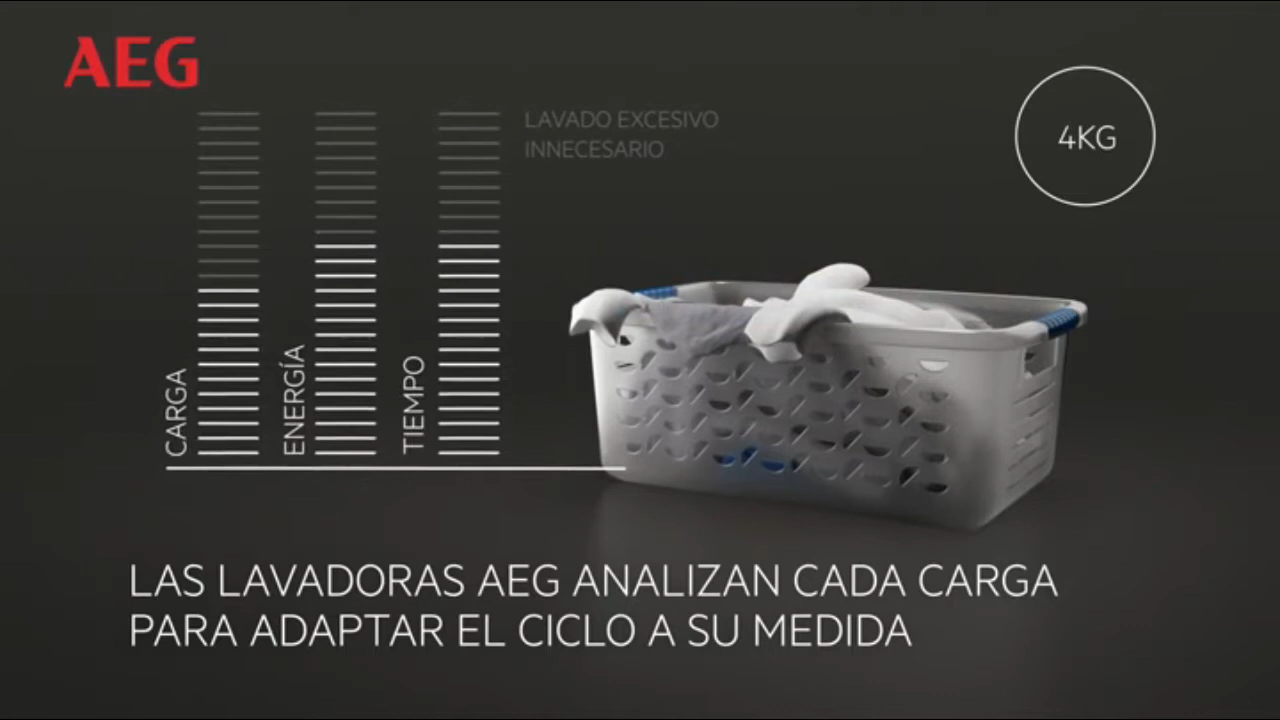 AEG
LAVADO EXCESIVO
INNECESARIO
4KG
CARGA
ENERGÍA
TIEMPO
LAS LAVADORAS AEG ANALIZAN CADA CARGA
PARA ADAPTAR EL CICLO A SU MEDIDA